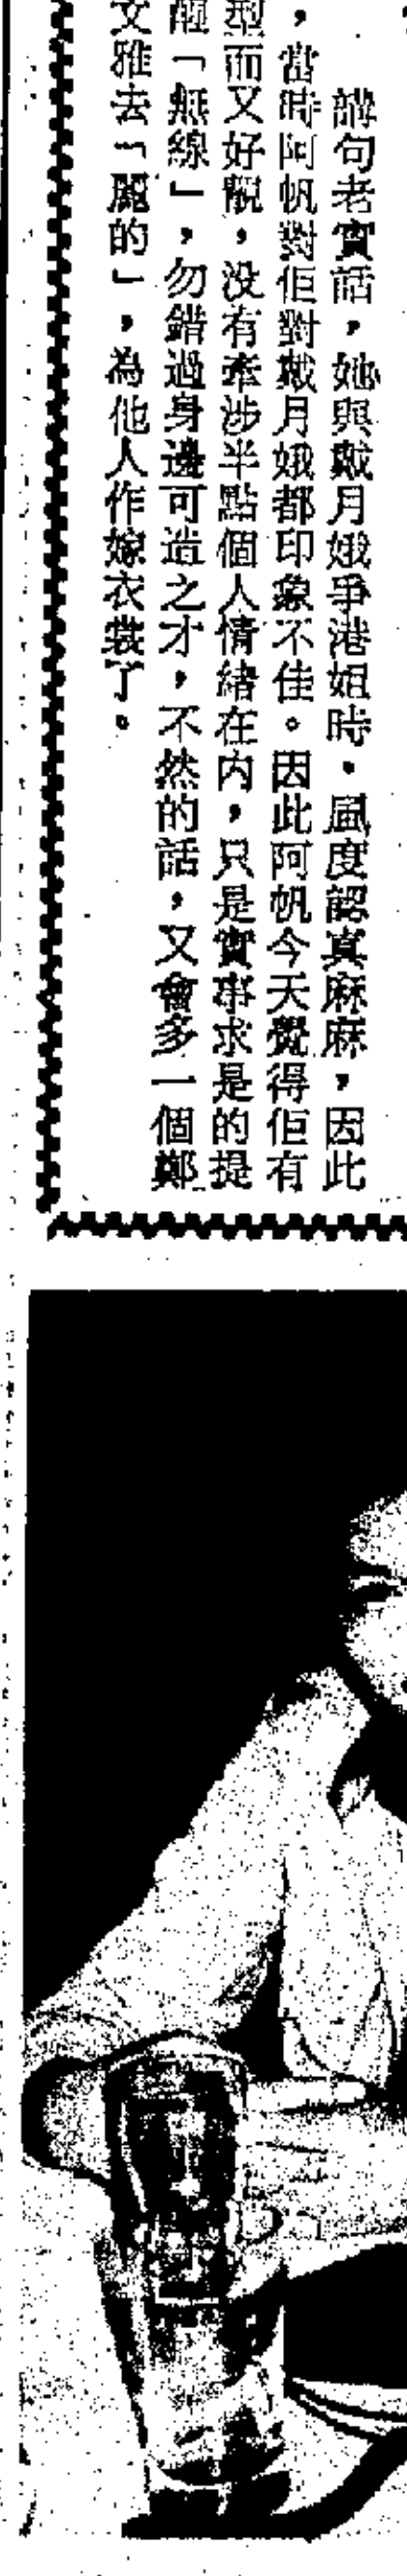 講句老實話，她與戴月娥爭港姐時，風度認真麻麻，因此
，當時阿帆對佢對戴月娥都印象不佳。因此阿帆今天覺得佢有
型而又好靚，没有牽涉半點個人情緒在内，只是實事求是的提
醒「無線」，勿錯過身邊可造之才，不然的話，又會多一個鄭
文雅去「麗的」，為他人作嫁衣裳了。